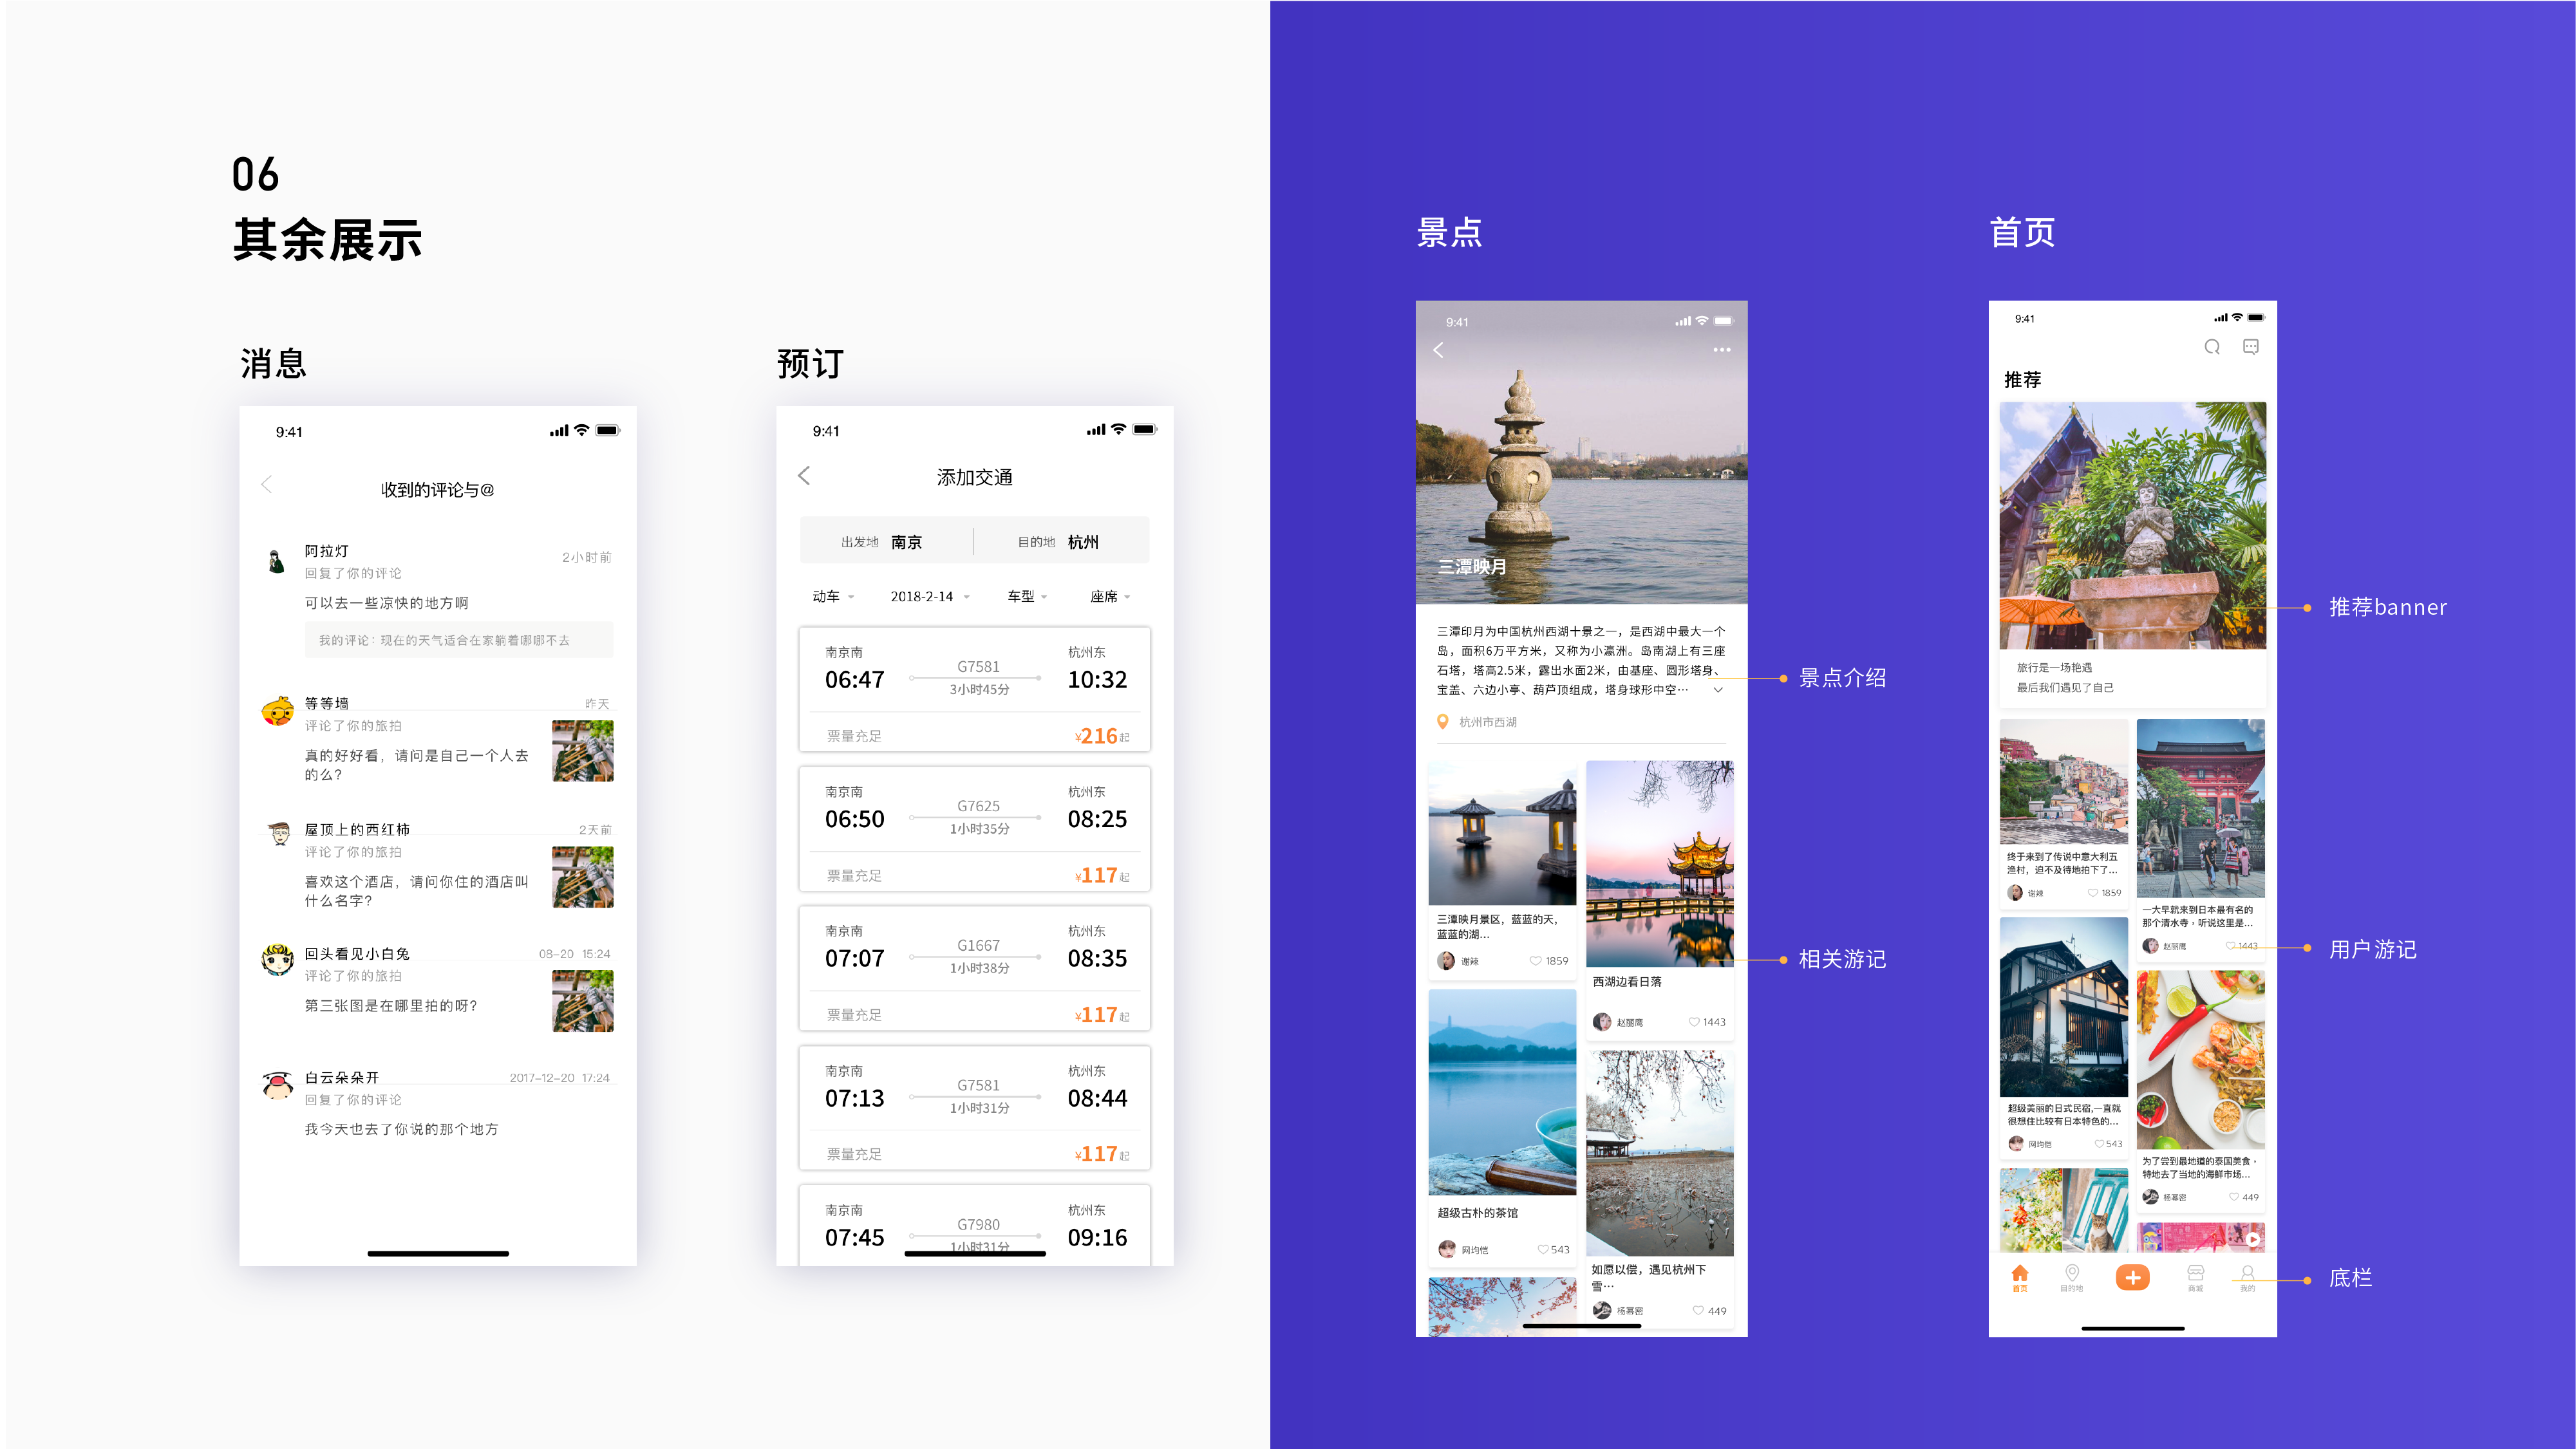 06
其余展示
消息
9:41
收到的评论与@
阿拉灯
2小时前
回复了你的评论
可以去一些凉快的地方啊
我的评论：现在的天气适合在家躺着哪哪不去
等等墙
昨天
评论了你的旅拍
真的好好看，请问是自己一个人去
的么？
屋顶上的西红柿
2天前
评论了你的旅拍
喜欢这个酒店，请问你住的酒店叫
什么名字？
回头看见小白兔
08-20 15:24
评论了你的旅拍
第三张图是在哪里拍的呀？
白云朵朵开
2017-12-20 17:24
回复了你的评论
我今天也去了你说的那个地方
预订
9:41
添加交通
出发地 南京
目的地 杭州
动车 2018-2-14 车型 座席
南京南 G7581 杭州东
06:47 3小时45分 10:32
票量充足 ¥216起
南京南 G7625 杭州东
06:50 1小时35分 08:25
票量充足 ¥117起
南京南 G1667 杭州东
07:07 1小时38分 08:35
票量充足 ¥117起
南京南 G7581 杭州东
07:13 1小时31分 08:44
票量充足 ¥117起
南京南 G7980 杭州东
07:45 1小时31分 09:16
景点
9:41
三潭映月
三潭印月为中国杭州西湖十景之一，是西湖中最大一个
岛，面积6万平方米，又称为小瀛洲。岛南湖上有三座
石塔，塔高2.5米，露出水面2米，由基座、圆形塔身、
宝盖、六边小亭、葫芦顶组成，塔身球形中空…
杭州市西湖
三潭映月景区，蓝蓝的天，
蓝蓝的湖...
谢辣 1859
西湖边看日落
赵丽鹰 1443
超级古朴的茶馆
网均恺 543
如愿以偿，遇见杭州下
雪…
杨幂密 449
景点介绍
相关游记
首页
9:41
推荐
旅行是一场艳遇
最后我们遇见了自己
终于来到了传说中意大利五
渔村，迫不及待地拍下了...
谢辣 1859
一大早就来到日本最有名的
那个清水寺，听说这里是...
赵丽鹰 1443
超级美丽的日式民宿,一直就
很想住比较有日本特色的...
网均恺 543
为了尝到最地道的泰国美食，
特地去了当地的海鲜市场...
杨幂密 449
首页 目的地 商城 我的
推荐banner
用户游记
底栏